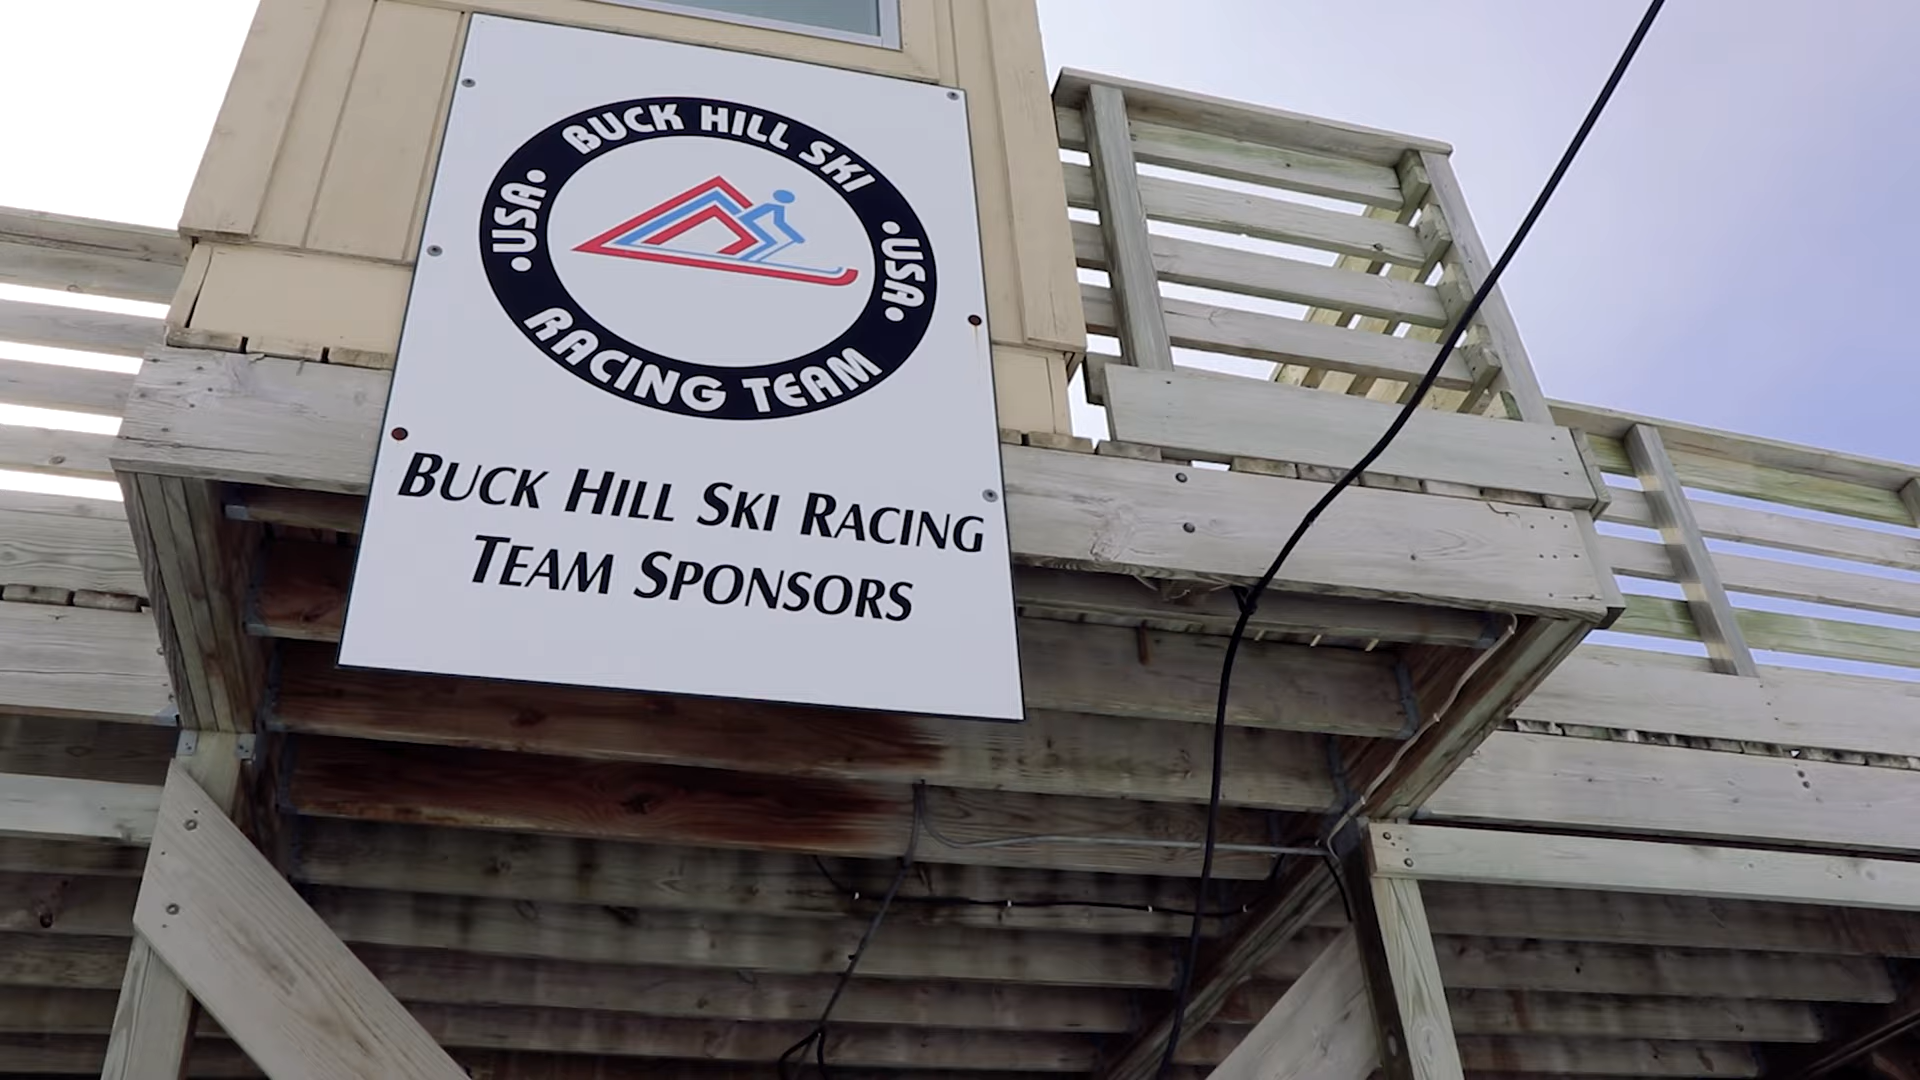 BUCK HILL SKI
•USA•
•USA•
RACING TEAM
BUCK HILL SKI RACING
TEAM SPONSORS